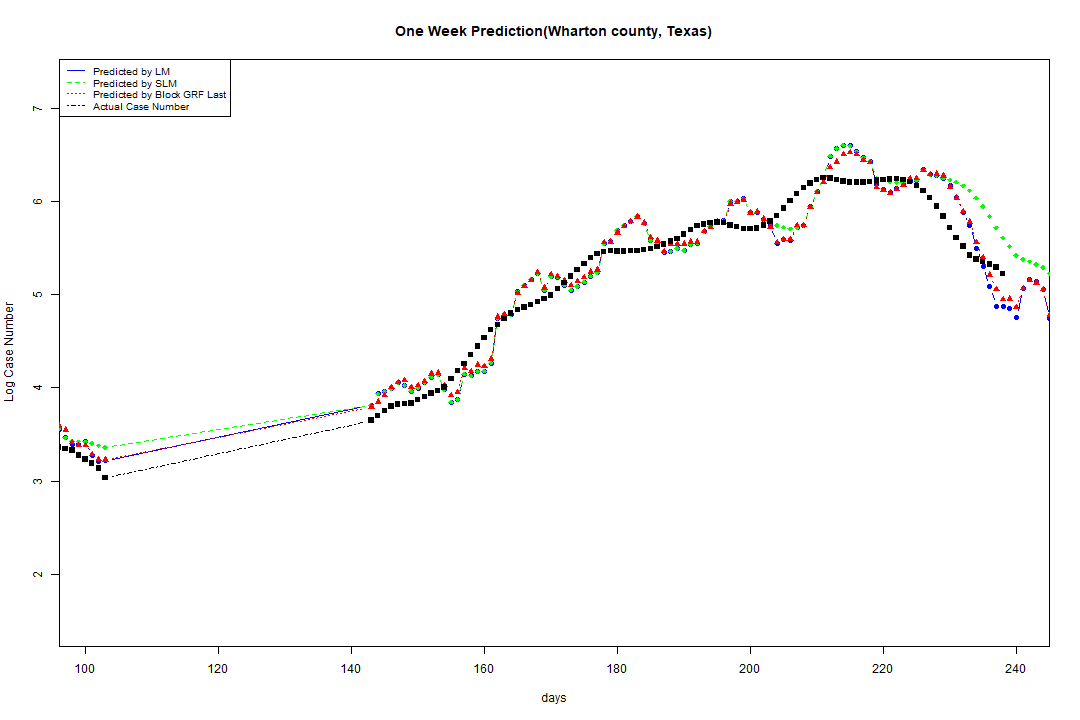 One Week Prediction(Wharton county, Texas)
Predicted by LM
Predicted by SLM
Predicted by Block GRF Last
Actual Case Number
7
6
5
4
3
2
Log Case Number
100 120 140 160 180 200 220 240
days